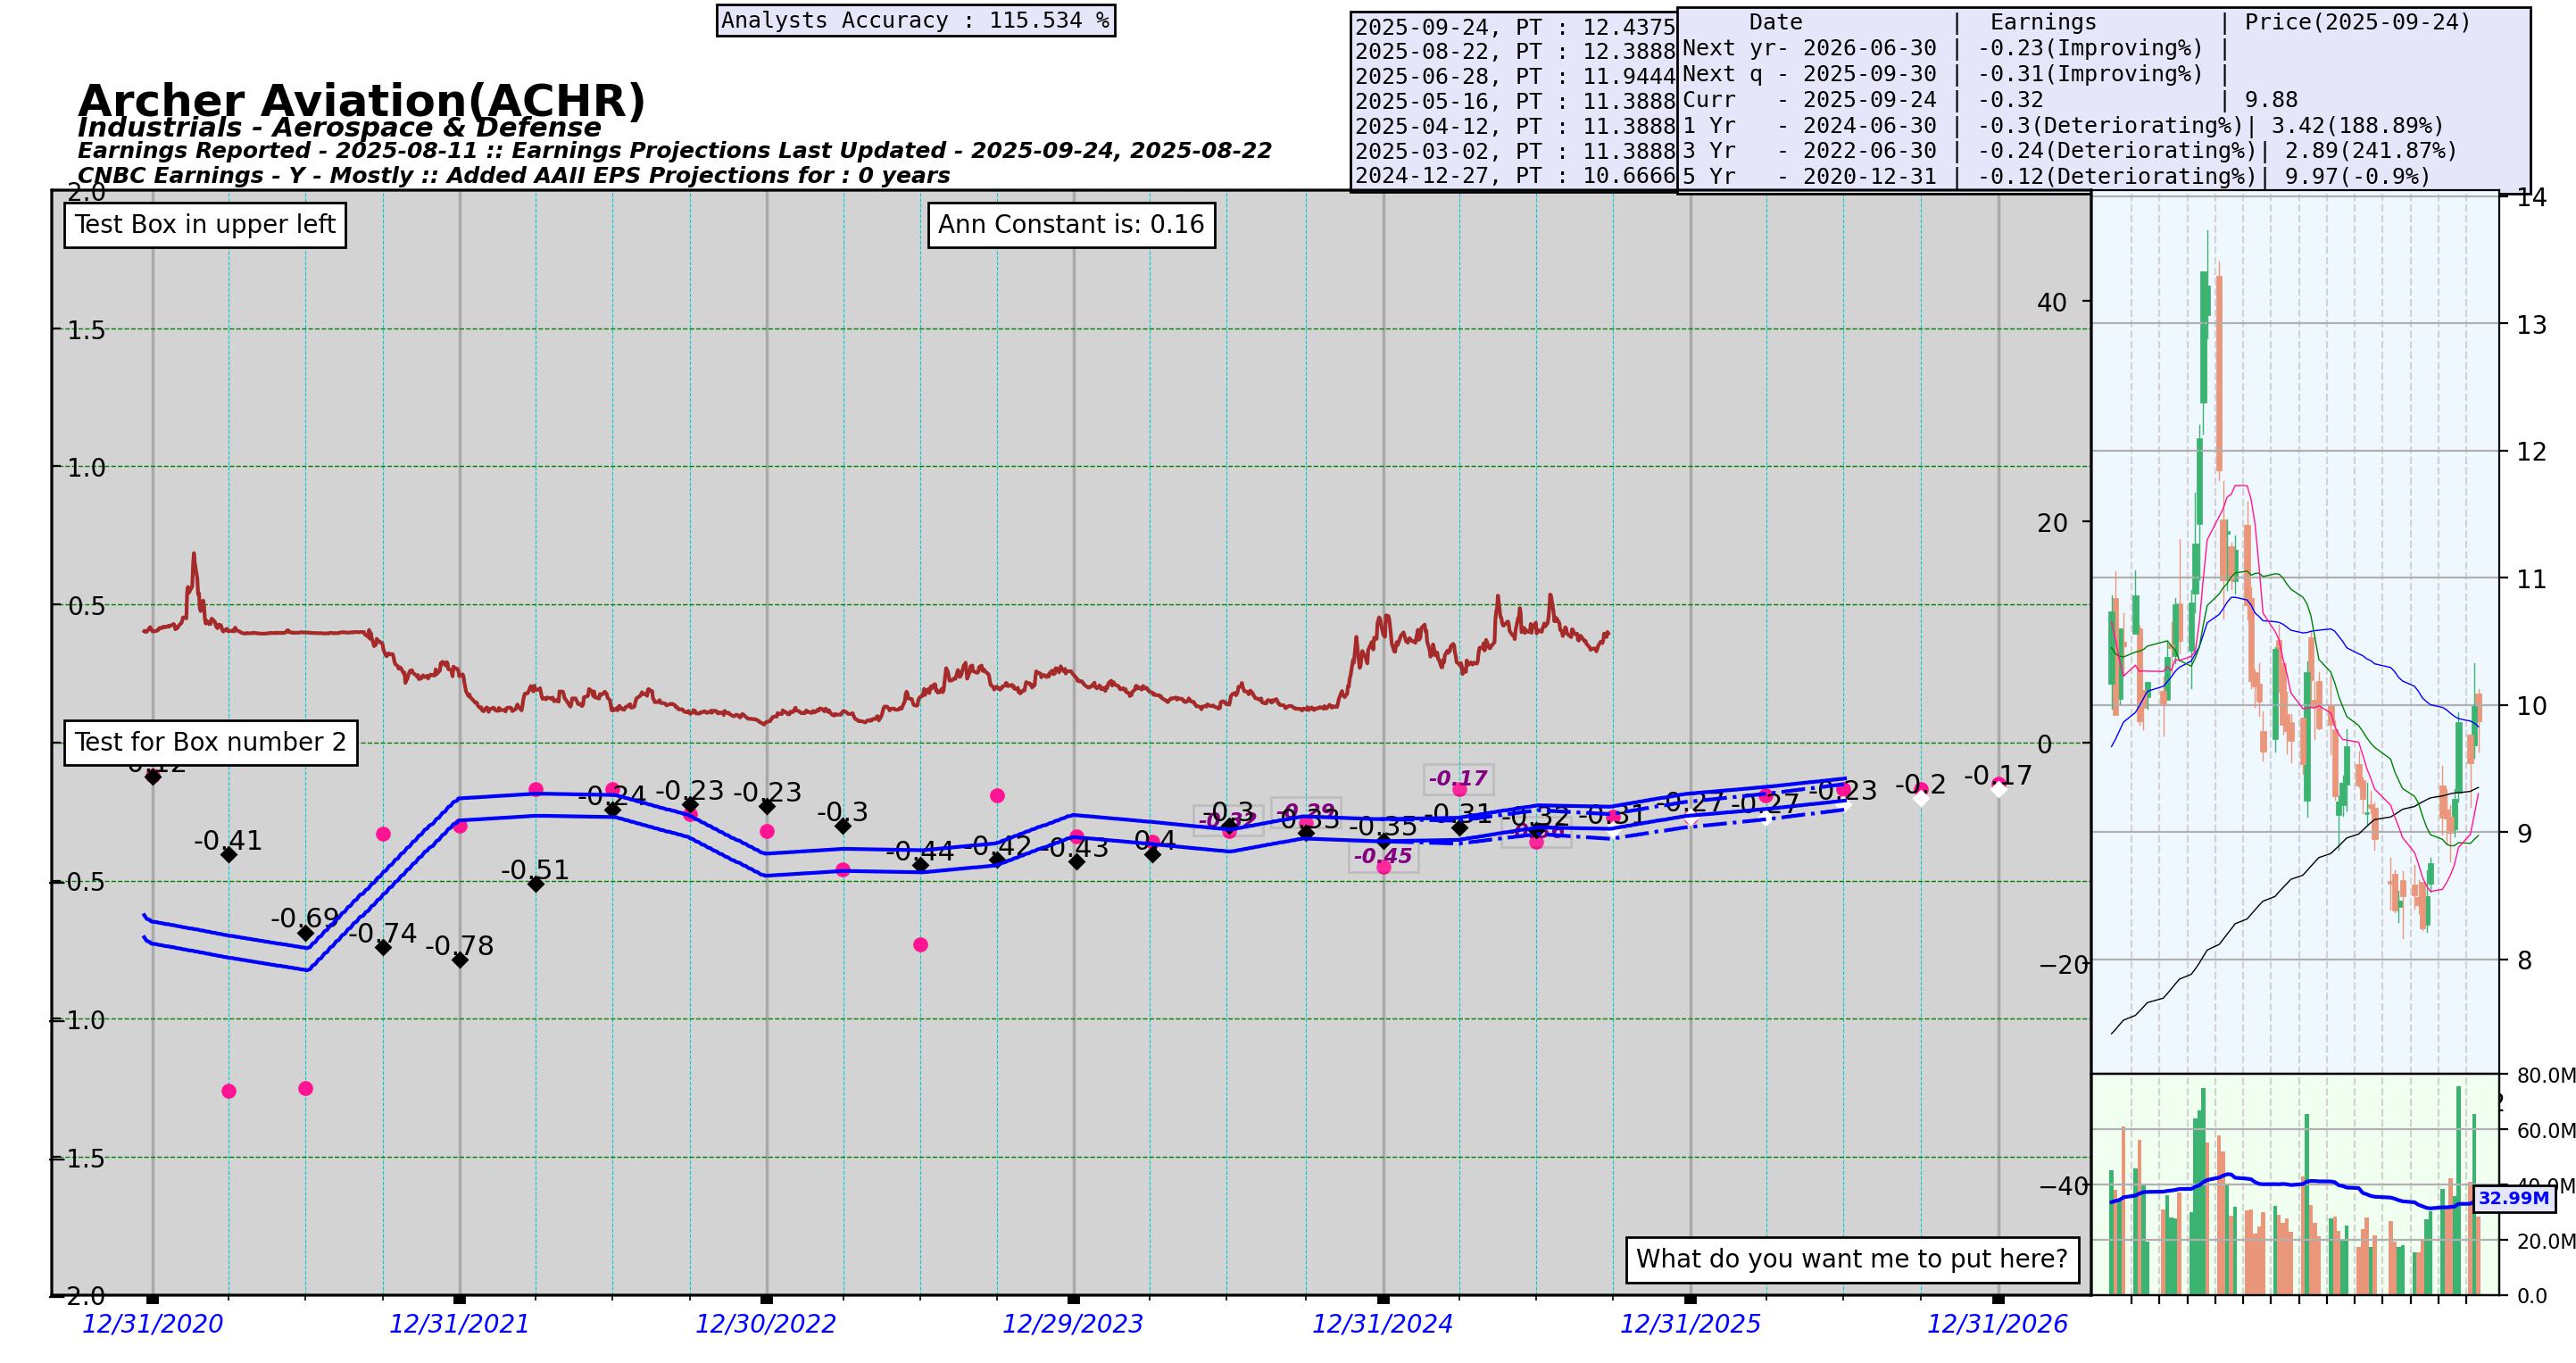 Analysts Accuracy : 115.534 %
2025-09-24, PT : 12.4375
2025-08-22, PT : 12.3888
2025-06-28, PT : 11.9444
2025-05-16, PT : 11.3888
2025-04-12, PT : 11.3888
2025-03-02, PT : 11.3888
2024-12-27, PT : 10.6666
Date | Earnings | Price(2025-09-24)
Next yr- 2026-06-30 | -0.23(Improving%) |
Next q - 2025-09-30 | -0.31(Improving%) |
Curr - 2025-09-24 | -0.32 | 9.88
1 Yr - 2024-06-30 | -0.3(Deteriorating%)| 3.42(188.89%)
3 Yr - 2022-06-30 | -0.24(Deteriorating%)| 2.89(241.87%)
5 Yr - 2020-12-31 | -0.12(Deteriorating%)| 9.97(-0.9%)
Archer Aviation(ACHR)
Industrials - Aerospace & Defense
Earnings Reported - 2025-08-11 :: Earnings Projections Last Updated - 2025-09-24, 2025-08-22
CNBC Earnings - Y - Mostly :: Added AAII EPS Projections for : 0 years
Test Box in upper left
Ann Constant is: 0.16
Test for Box number 2
What do you want me to put here?
2.0
1.5
1.0
0.5
−0.5
−1.0
−1.5
−2.0
-0.12
-0.41
-0.69
-0.74
-0.78
-0.51
-0.24
-0.23
-0.23
-0.3
-0.44
-0.42
-0.43
-0.4
-0.3
-0.33
-0.35
-0.31
-0.32
-0.31
-0.27
-0.27
-0.23
-0.2
-0.17
-0.32
-0.29
-0.45
-0.17
-0.36
40
20
0
−20
−40
14
13
12
11
10
9
8
80.0M
60.0M
40.0M
32.99M
20.0M
0.0
12/31/2020
12/31/2021
12/30/2022
12/29/2023
12/31/2024
12/31/2025
12/31/2026